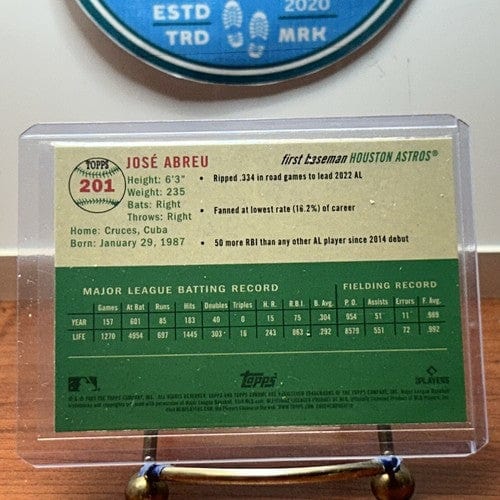 ESTD
2020
TRD
MRK
TOPPS
201
JOSÉ ABREU
first baseman HOUSTON ASTROS®
Height: 6'3"
Weight: 235
Bats: Right
Throws: Right
Home: Cruces, Cuba
Born: January 29, 1987
• Ripped .334 in road games to lead 2022 AL
• Fanned at lowest rate (16.2%) of career
• 50 more RBI than any other AL player since 2014 debut
MAJOR LEAGUE BATTING RECORD FIELDING RECORD
Games At Bat Runs Hits Doubles Triples H. R. R.B.I. B. Avg. P. O. Assists Errors F. Avg.
YEAR 157 601 85 183 40 0 15 75 .304 954 51 11 .989
LIFE 1270 4954 697 1445 303 16 243 863 .292 8579 551 72 .992
Topps
PLAYERS